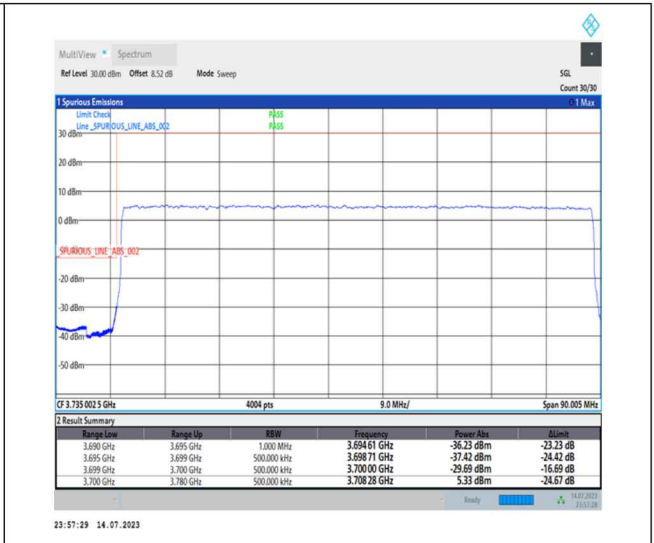 MultiView Spectrum
Ref Level 30.00 dBm Offset 8.52 dB Mode Sweep SGL
Count 30/30
1 Spurious Emissions 1 Max
Limit Check PASS
Line _SPURIOUS_LINE_ABS_002 PASS
30 dBm
20 dBm
10 dBm
0 dBm
_SPURIOUS_LINE_ABS_002
-20 dBm
-30 dBm
-40 dBm
-50 dBm
CF 3.735 002 5 GHz 4004 pts 9.0 MHz/ Span 90.005 MHz
2 Result Summary
Range Low Range Up RBW Frequency Power Abs ΔLimit
3.690 GHz 3.695 GHz 1.000 MHz 3.694 61 GHz -36.23 dBm -23.23 dB
3.695 GHz 3.699 GHz 500.000 kHz 3.698 71 GHz -37.42 dBm -24.42 dB
3.699 GHz 3.700 GHz 500.000 kHz 3.700 00 GHz -29.69 dBm -16.69 dB
3.700 GHz 3.780 GHz 500.000 kHz 3.708 28 GHz 5.33 dBm -24.67 dB
Ready 14.07.2023
23:57:28
23:57:29 14.07.2023